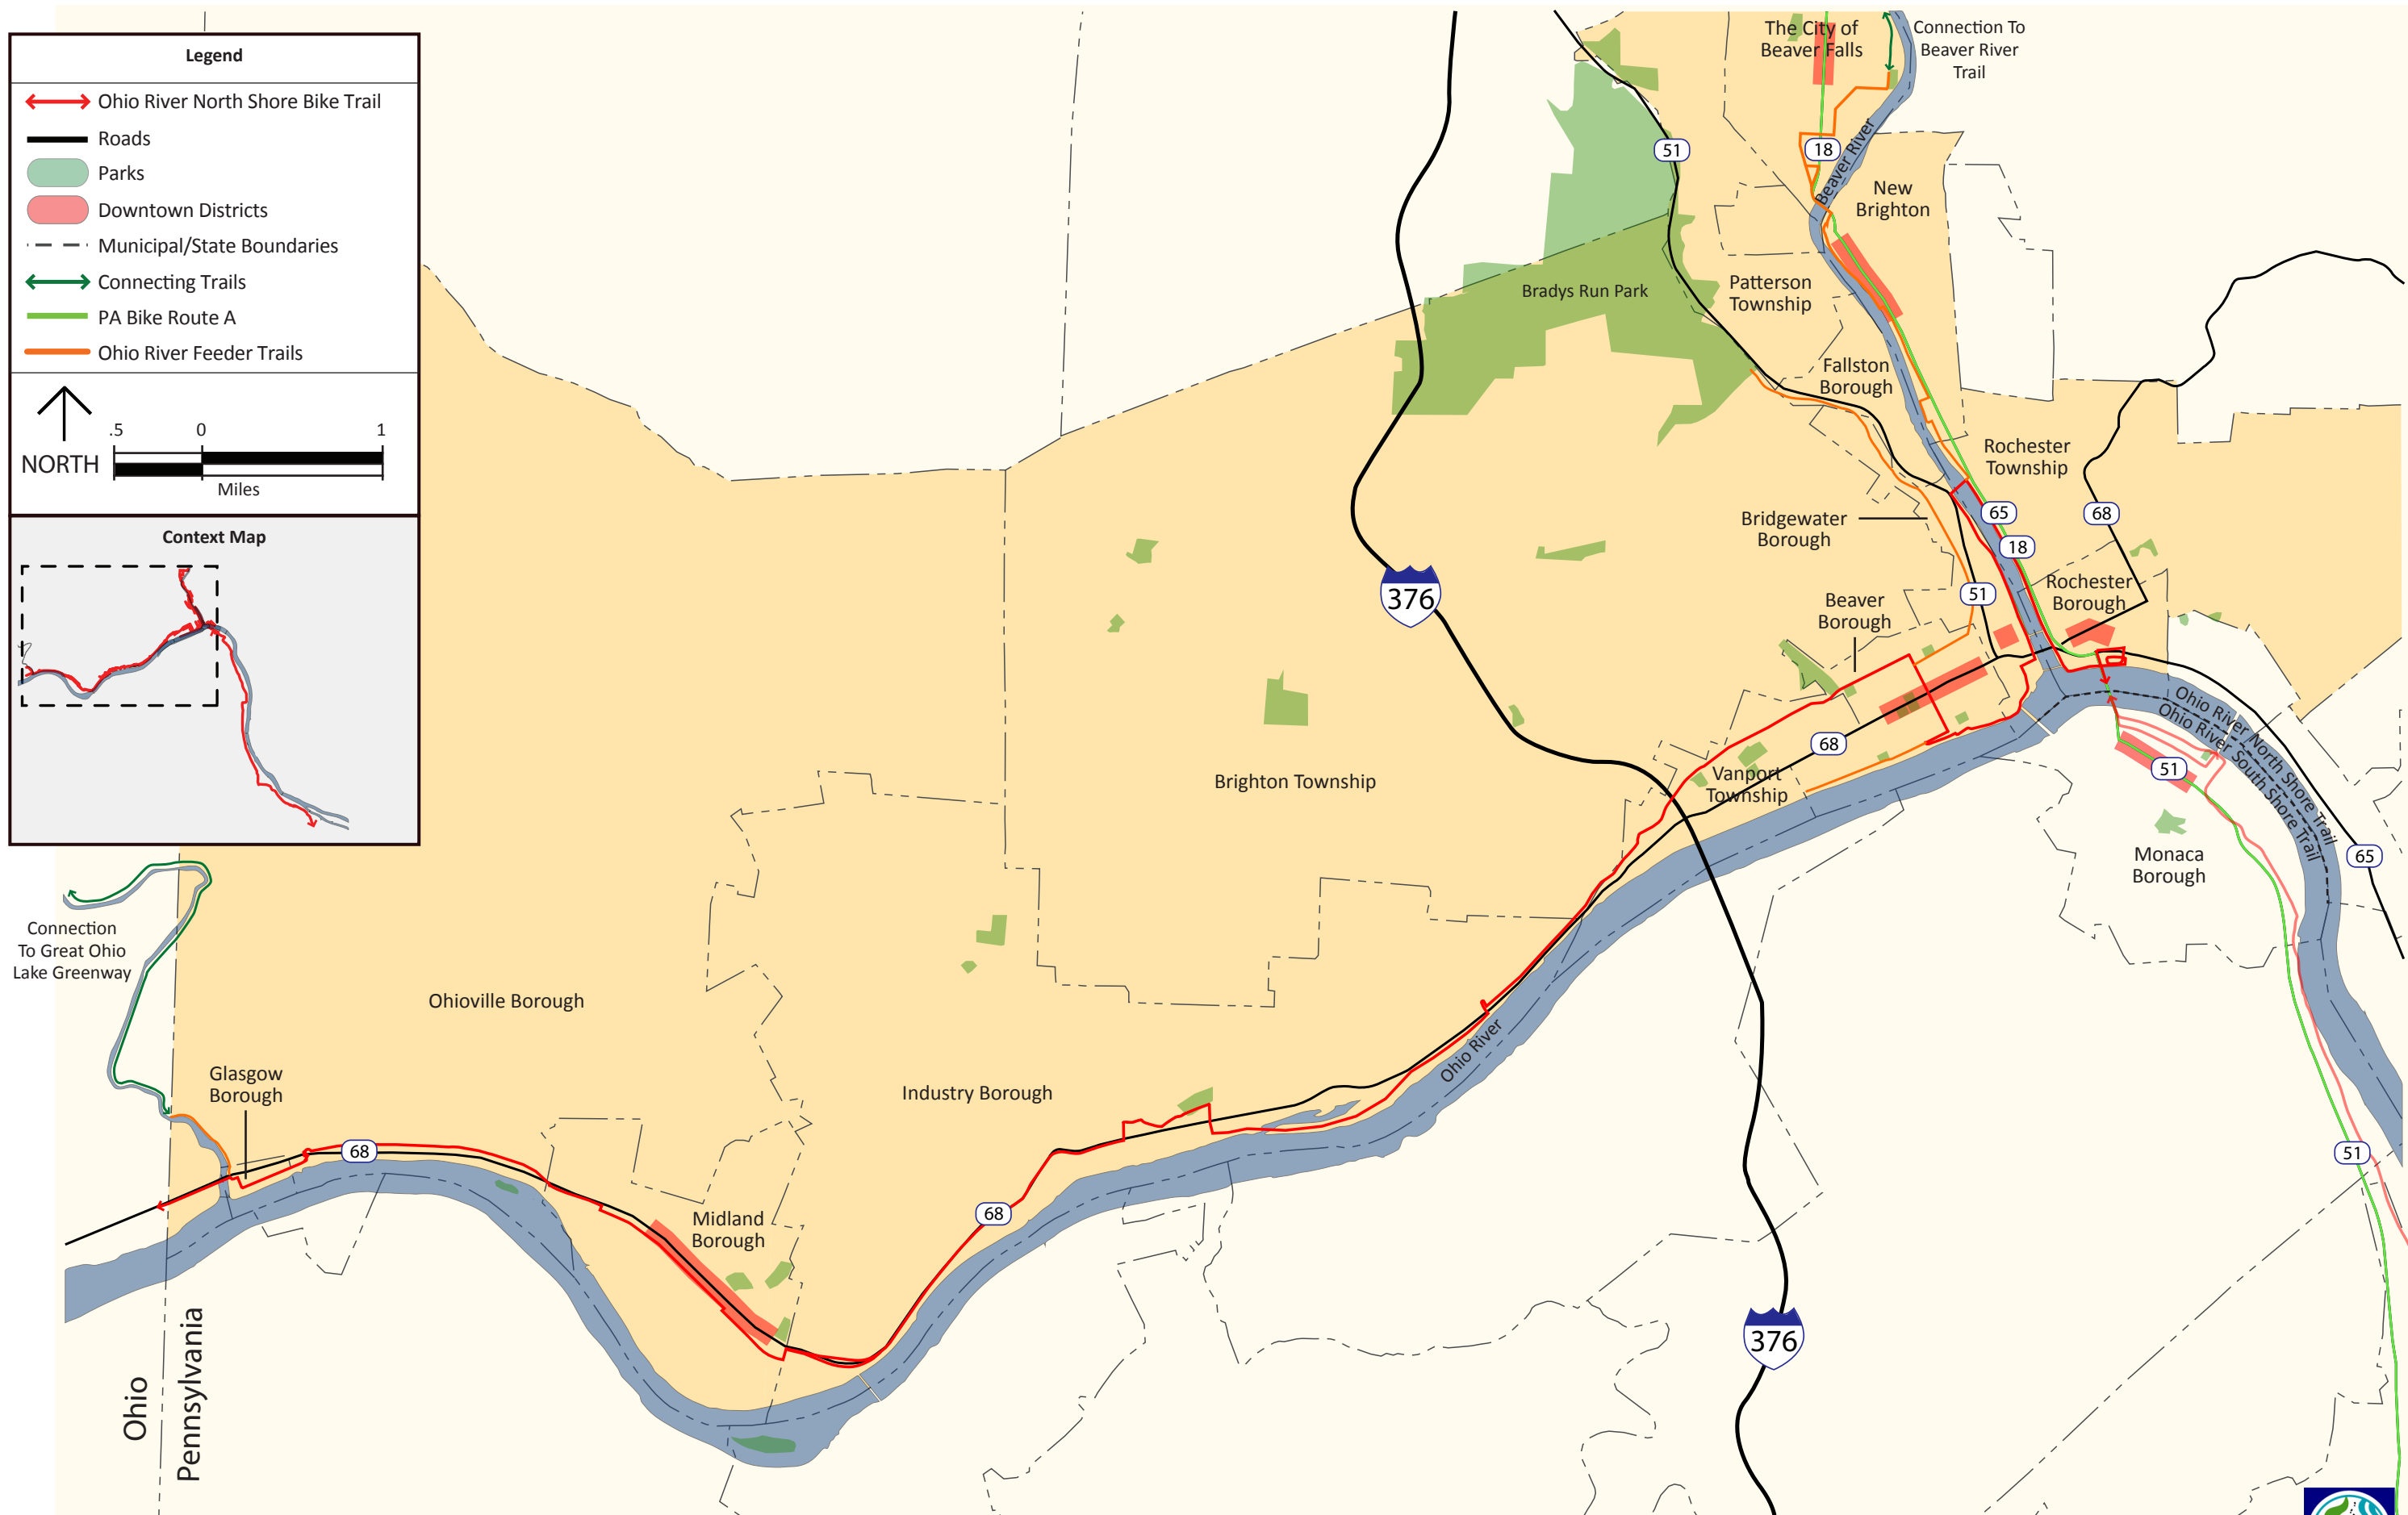 Legend
Ohio River North Shore Bike Trail
Roads
Parks
Downtown Districts
Municipal/State Boundaries
Connecting Trails
PA Bike Route A
Ohio River Feeder Trails
NORTH
.5 0 1
Miles
Context Map
The City of
Beaver Falls
Connection To
Beaver River
Trail
51
18
Beaver River
New
Brighton
Bradys Run Park
Patterson
Township
Fallston
Borough
Rochester
Township
Bridgewater
Borough
65
68
18
376
51
Rochester
Borough
Beaver
Borough
Ohio River North Shore Trail
Ohio River South Shore Trail
68
Vanport
Township
51
Brighton Township
Monaca
Borough
65
Connection
To Great Ohio
Lake Greenway
Ohioville Borough
Ohio River
Glasgow
Borough
Industry Borough
68
51
68
Midland
Borough
376
Ohio
Pennsylvania